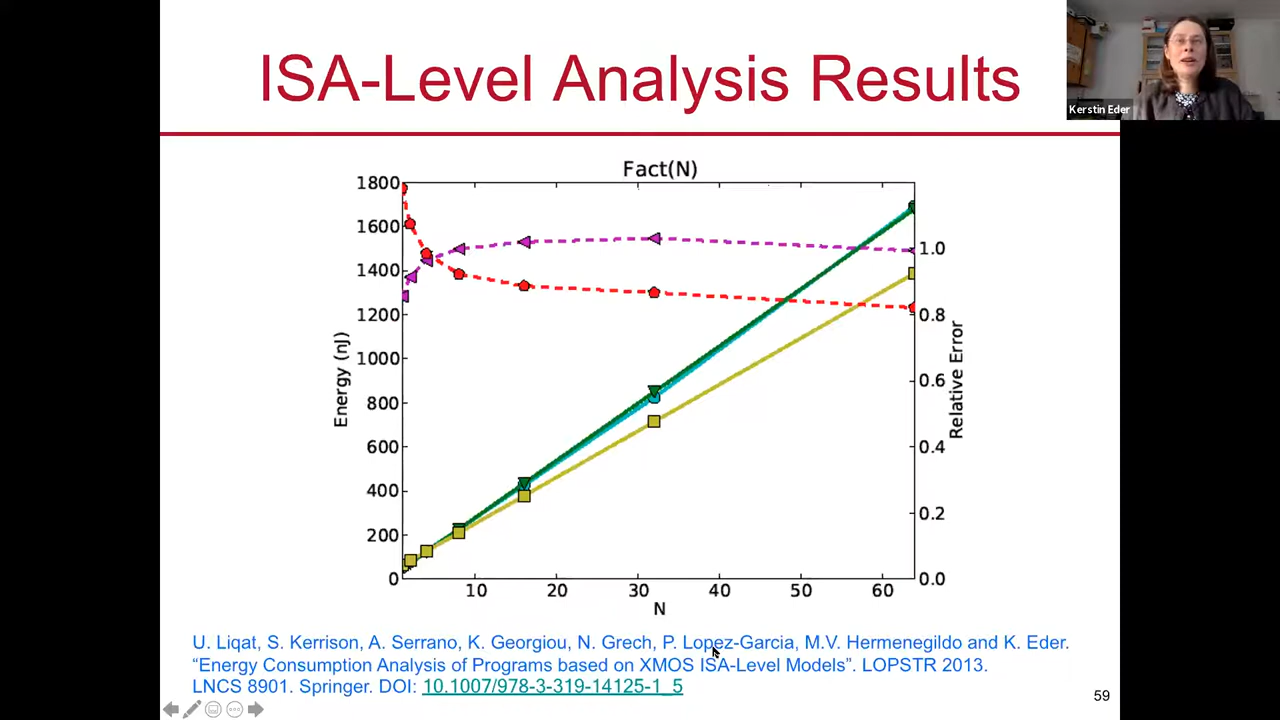 ISA-Level Analysis Results
Kerstin Eder
Fact(N)
1800
1600
1400
1200
1000
800
600
400
200
0
Energy (nJ)
1.0
0.8
0.6
0.4
0.2
0.0
Relative Error
10 20 30 40 50 60
N
U. Liqat, S. Kerrison, A. Serrano, K. Georgiou, N. Grech, P. Lopez-Garcia, M.V. Hermenegildo and K. Eder.
“Energy Consumption Analysis of Programs based on XMOS ISA-Level Models”. LOPSTR 2013.
LNCS 8901. Springer. DOI: 10.1007/978-3-319-14125-1_5
59